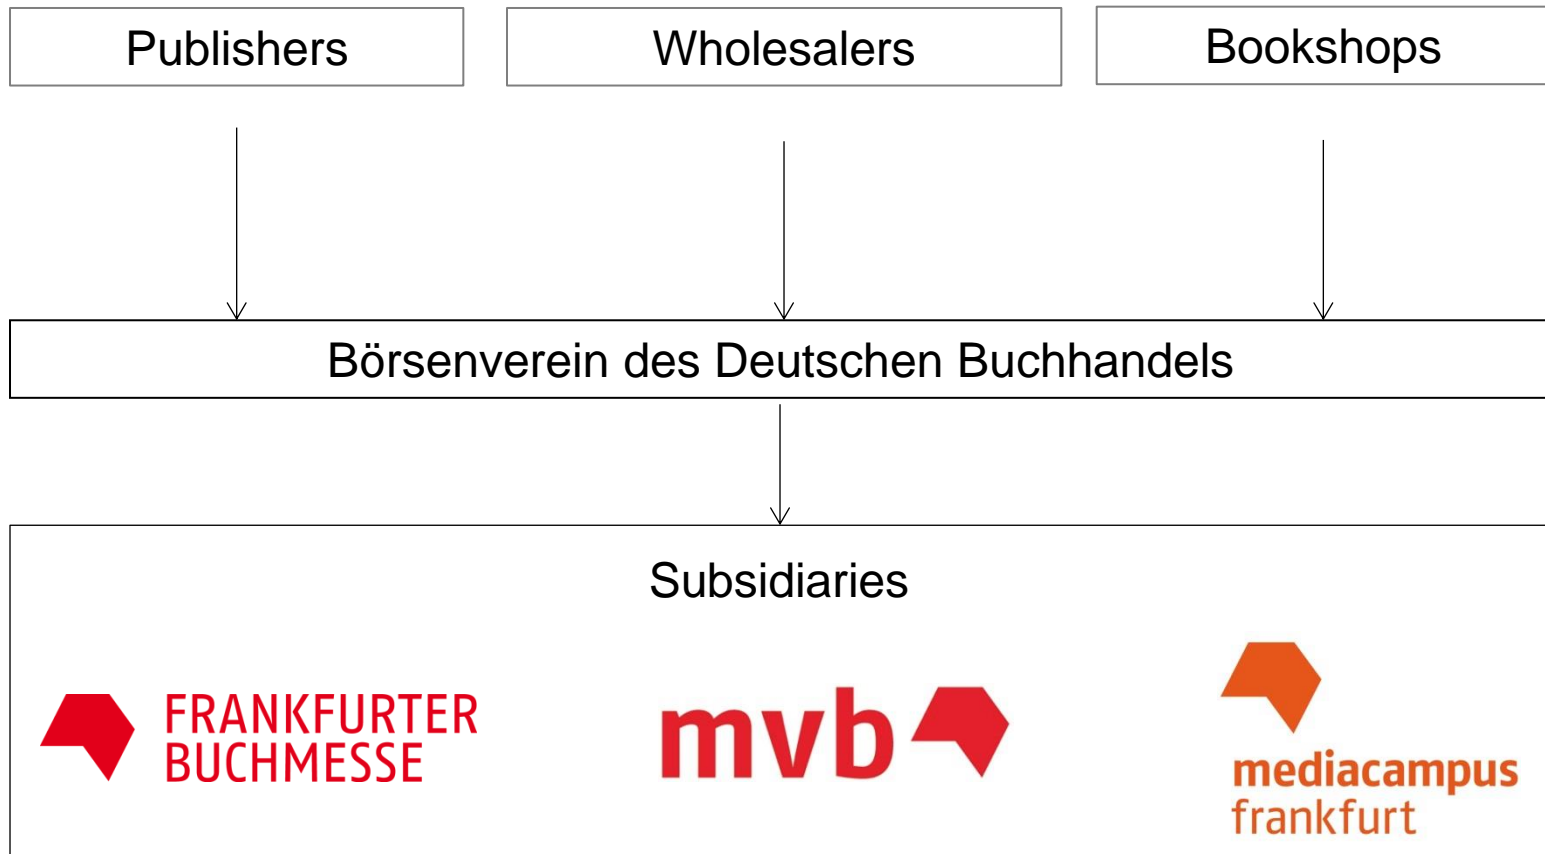 Publishers
Wholesalers
Bookshops
Börsenverein des Deutschen Buchhandels
Subsidiaries
FRANKFURTER
BUCHMESSE
mvb
mediacampus
frankfurt